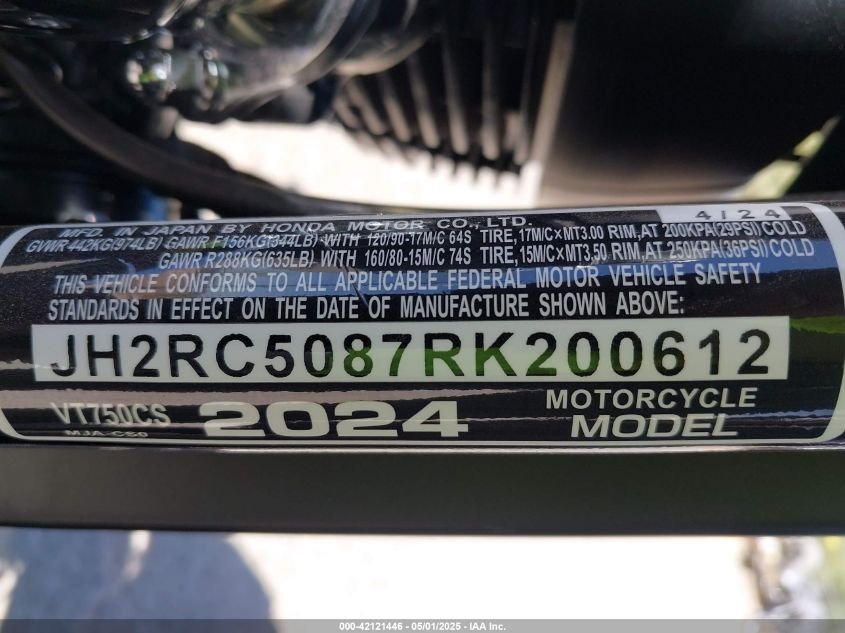 4/24
MFD. IN JAPAN BY HONDA MOTOR CO., LTD.
GVWR 442KG(974LB) GAWR F156KG(344LB) WITH 120/90-17M/C 64S TIRE,17M/C×MT3.00 RIM,AT 200KPA(29PSI)COLD
GAWR R288KG(635LB) WITH 160/80-15M/C 74S TIRE,15M/C×MT3.50 RIM,AT 250KPA(36PSI)COLD
THIS VEHICLE CONFORMS TO ALL APPLICABLE FEDERAL MOTOR VEHICLE SAFETY
STANDARDS IN EFFECT ON THE DATE OF MANUFACTURE SHOWN ABOVE:
JH2RC5087RK200612
VT750CS 2024 MOTORCYCLE
MJA-CS0 MODEL
000-42121446 - 05/01/2025 - IAA Inc.